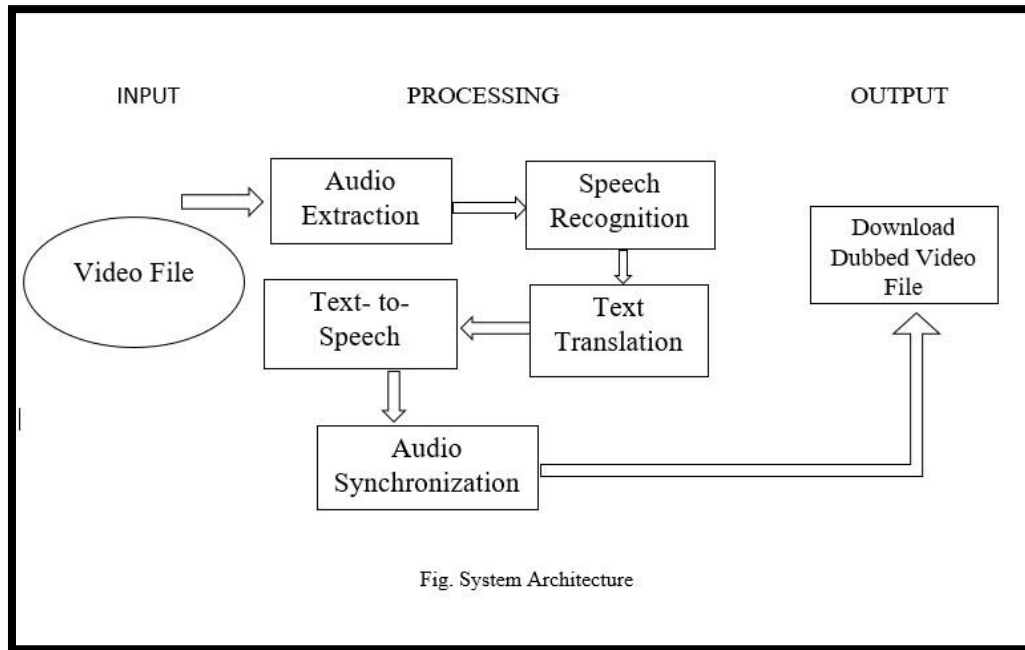 INPUT
PROCESSING
OUTPUT
Video File
Audio
Extraction
Speech
Recognition
Text
Translation
Text- to-
Speech
Audio
Synchronization
Download
Dubbed Video
File
Fig. System Architecture